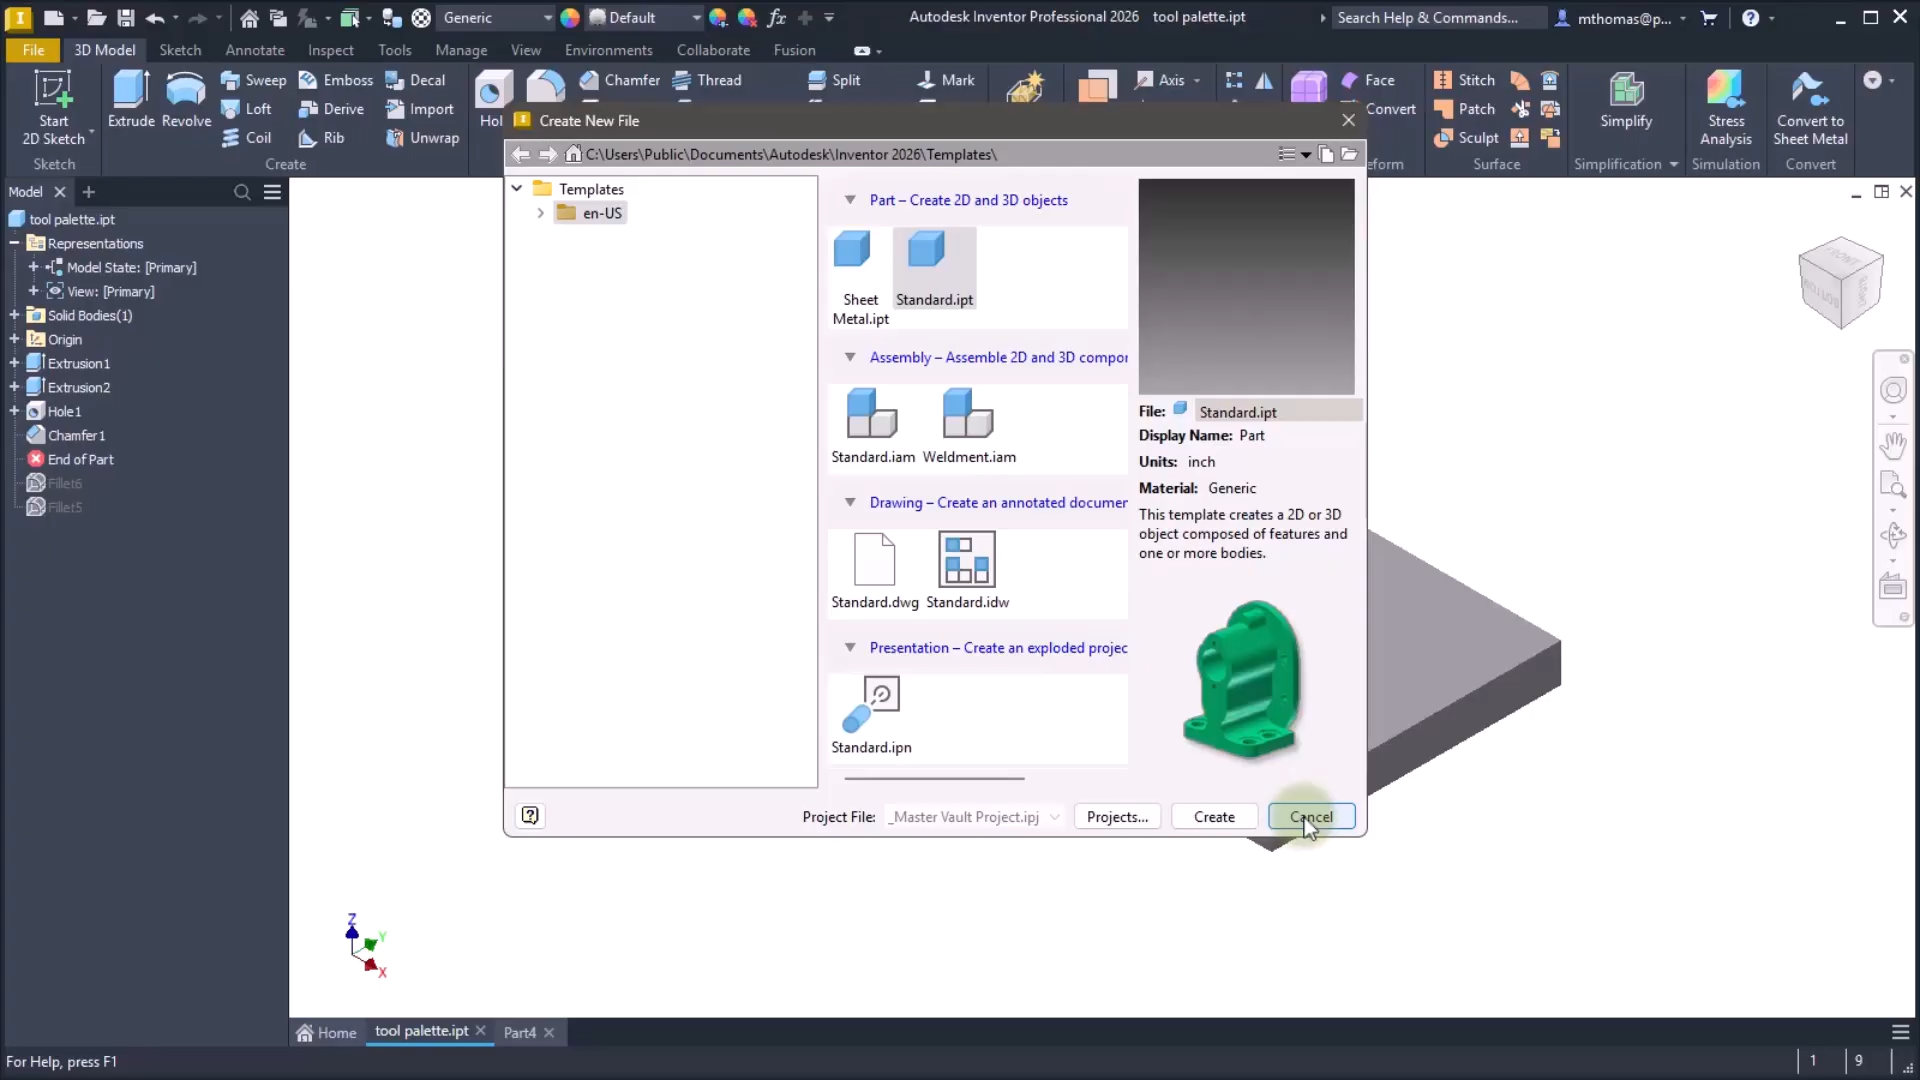 Generic
Default
fx
Autodesk Inventor Professional 2026 tool palette.ipt
Search Help & Commands...
mthomas@p...
File
3D Model
Sketch
Annotate
Inspect
Tools
Manage
View
Environments
Collaborate
Fusion
Start
2D Sketch
Sketch
Extrude
Revolve
Sweep
Loft
Coil
Emboss
Derive
Rib
Decal
Import
Unwrap
Create
Hol
Chamfer
Thread
Split
Mark
Axis
Face
Convert
eform
Stitch
Patch
Sculpt
Surface
Simplify
Simplification
Stress
Analysis
Simulation
Convert to
Sheet Metal
Convert
Model
tool palette.ipt
Representations
Model State: [Primary]
View: [Primary]
Solid Bodies(1)
Origin
Extrusion1
Extrusion2
Hole1
Chamfer1
End of Part
Fillet6
Fillet5
Create New File
C:\Users\Public\Documents\Autodesk\Inventor 2026\Templates\
Templates
en-US
Part – Create 2D and 3D objects
Sheet
Metal.ipt
Standard.ipt
Assembly – Assemble 2D and 3D compor
Standard.iam
Weldment.iam
Drawing – Create an annotated documer
Standard.dwg
Standard.idw
Presentation – Create an exploded projec
Standard.ipn
File: Standard.ipt
Display Name: Part
Units: inch
Material: Generic
This template creates a 2D or 3D
object composed of features and
one or more bodies.
Project File: _Master Vault Project.ipj
Projects...
Create
Cancel
FRONT
BOTTOM
Z
Y
X
Home
tool palette.ipt
Part4
For Help, press F1
1
9